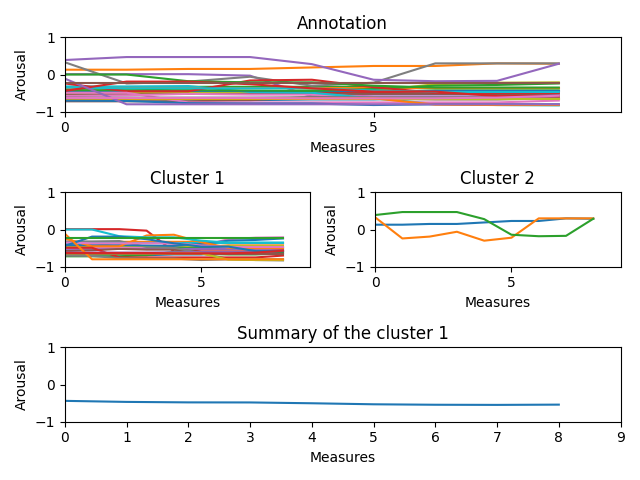 Annotation
Arousal
1
0
−1
0 5
Measures
Cluster 1 Cluster 2
Arousal
1
0
−1
0 5
Measures
Arousal
1
0
−1
0 5
Measures
Summary of the cluster 1
Arousal
1
0
−1
0 1 2 3 4 5 6 7 8 9
Measures